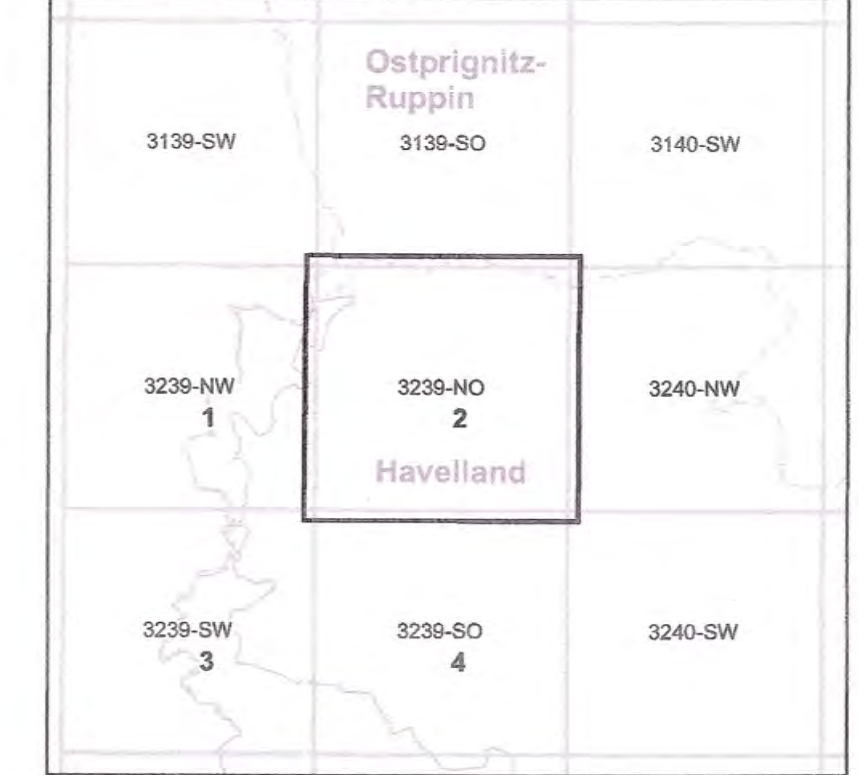 Ostprignitz-
Ruppin
3139-SW
3139-SO
3140-SW
3239-NW
1
3239-NO
2
3240-NW
Havelland
3239-SW
3
3239-SO
4
3240-SW